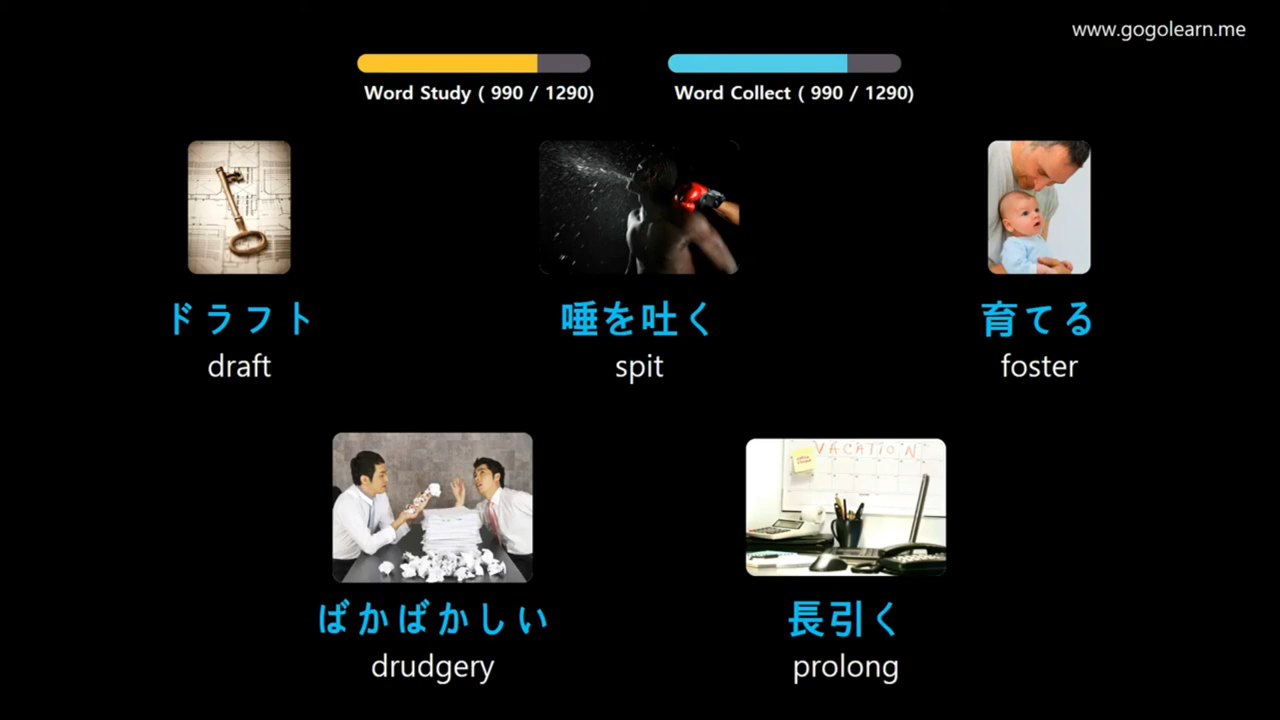 www.gogolearn.me
Word Study ( 990 / 1290)
Word Collect ( 990 / 1290)
ドラフト
draft
唾を吐く
spit
育てる
foster
VACATION
ばかばかしい
drudgery
長引く
prolong